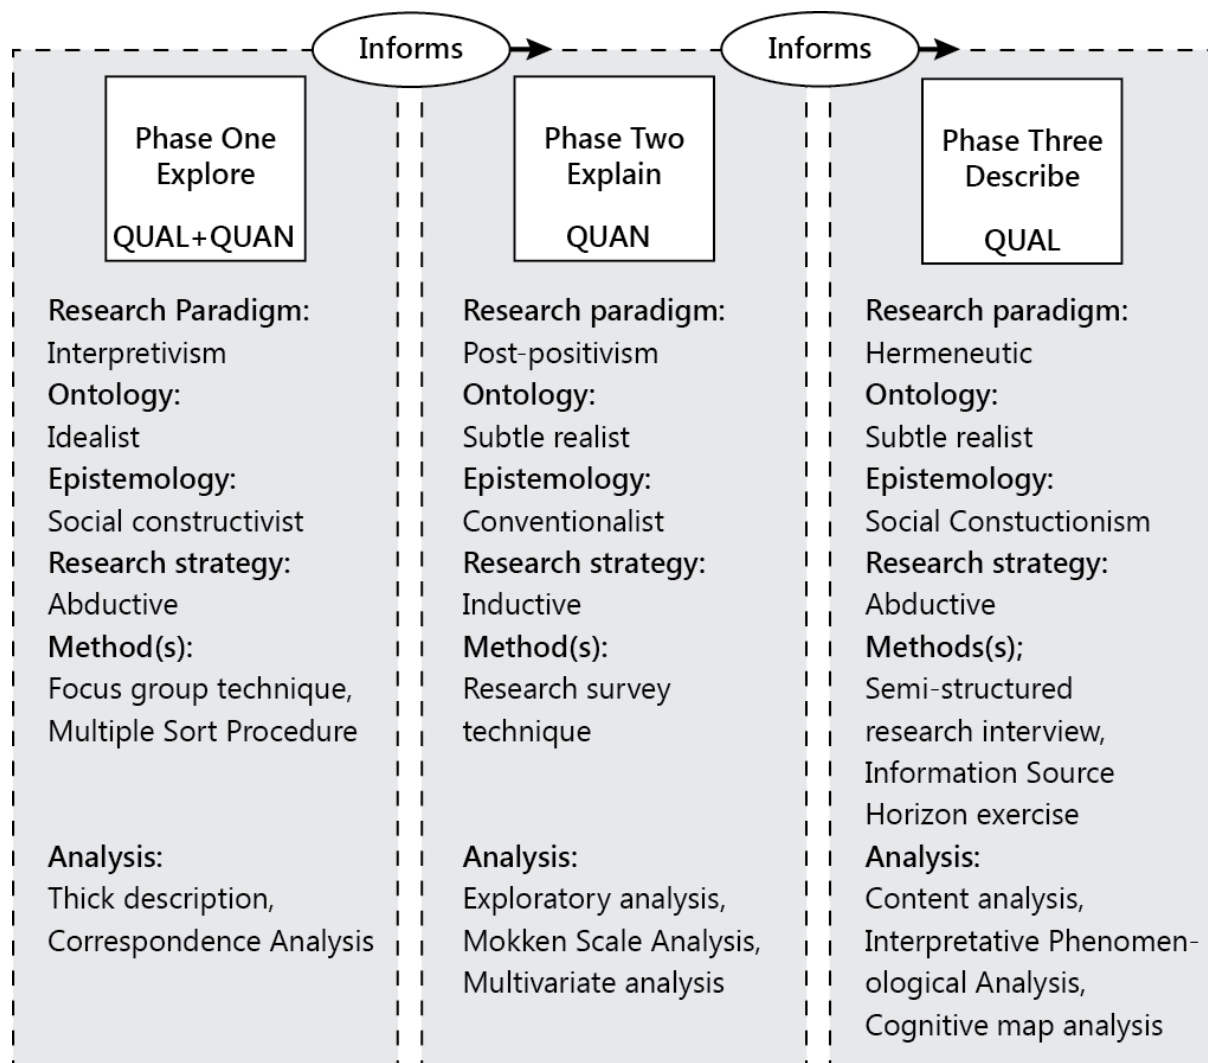 Informs
Informs
Phase One
Explore
QUAL+QUAN
Research Paradigm:
Interpretivism
Ontology:
Idealist
Epistemology:
Social constructivist
Research strategy:
Abductive
Method(s):
Focus group technique,
Multiple Sort Procedure
Analysis:
Thick description,
Correspondence Analysis
Phase Two
Explain
QUAN
Research paradigm:
Post-positivism
Ontology:
Subtle realist
Epistemology:
Conventionalist
Research strategy:
Inductive
Method(s):
Research survey
technique
Analysis:
Exploratory analysis,
Mokken Scale Analysis,
Multivariate analysis
Phase Three
Describe
QUAL
Research paradigm:
Hermeneutic
Ontology:
Subtle realist
Epistemology:
Social Constuctionism
Research strategy:
Abductive
Methods(s);
Semi-structured
research interview,
Information Source
Horizon exercise
Analysis:
Content analysis,
Interpretative Phenomen-
ological Analysis,
Cognitive map analysis